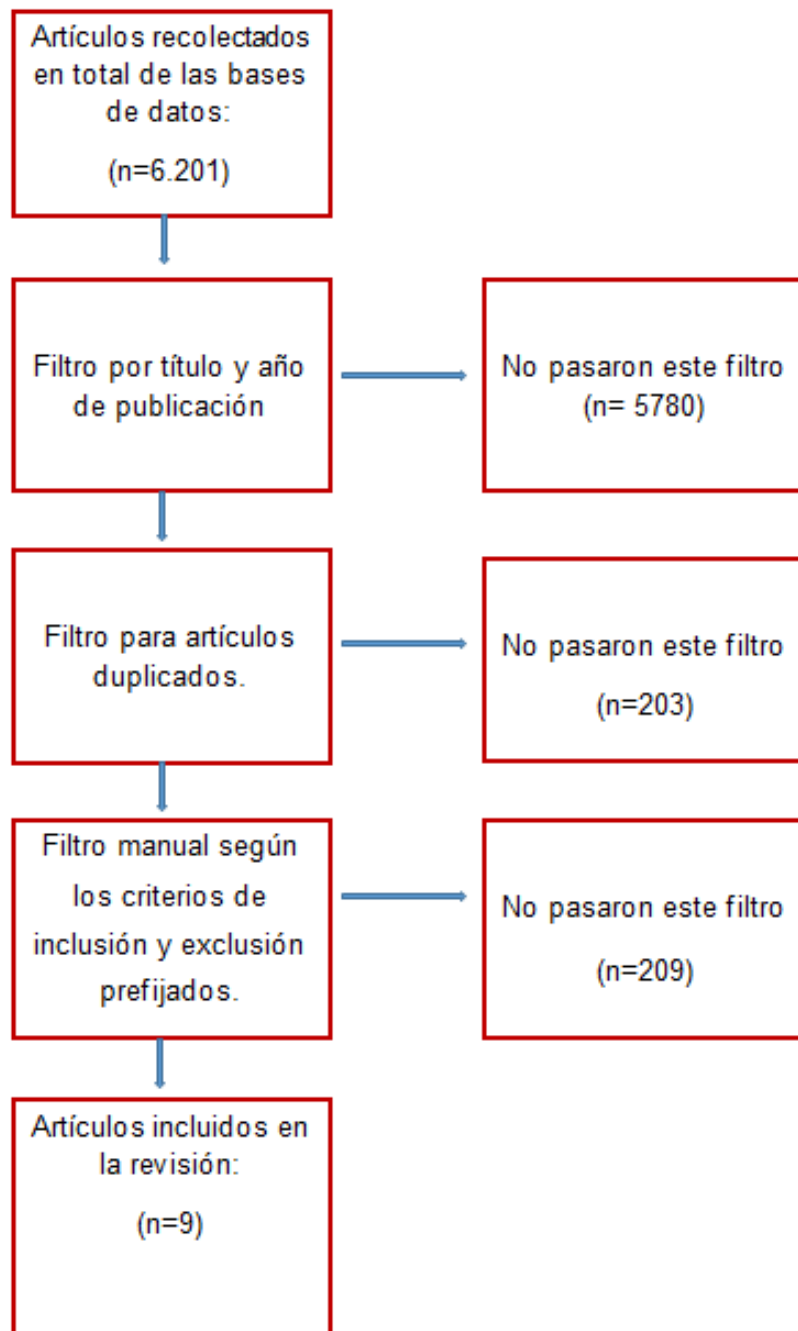 Artículos recolectados
en total de las bases
de datos:
(n=6.201)
Filtro por título y año
de publicación
No pasaron este filtro
(n= 5780)
Filtro para artículos
duplicados.
No pasaron este filtro
(n=203)
Filtro manual según
los criterios de
inclusión y exclusión
prefijados.
No pasaron este filtro
(n=209)
Artículos incluidos en
la revisión:
(n=9)